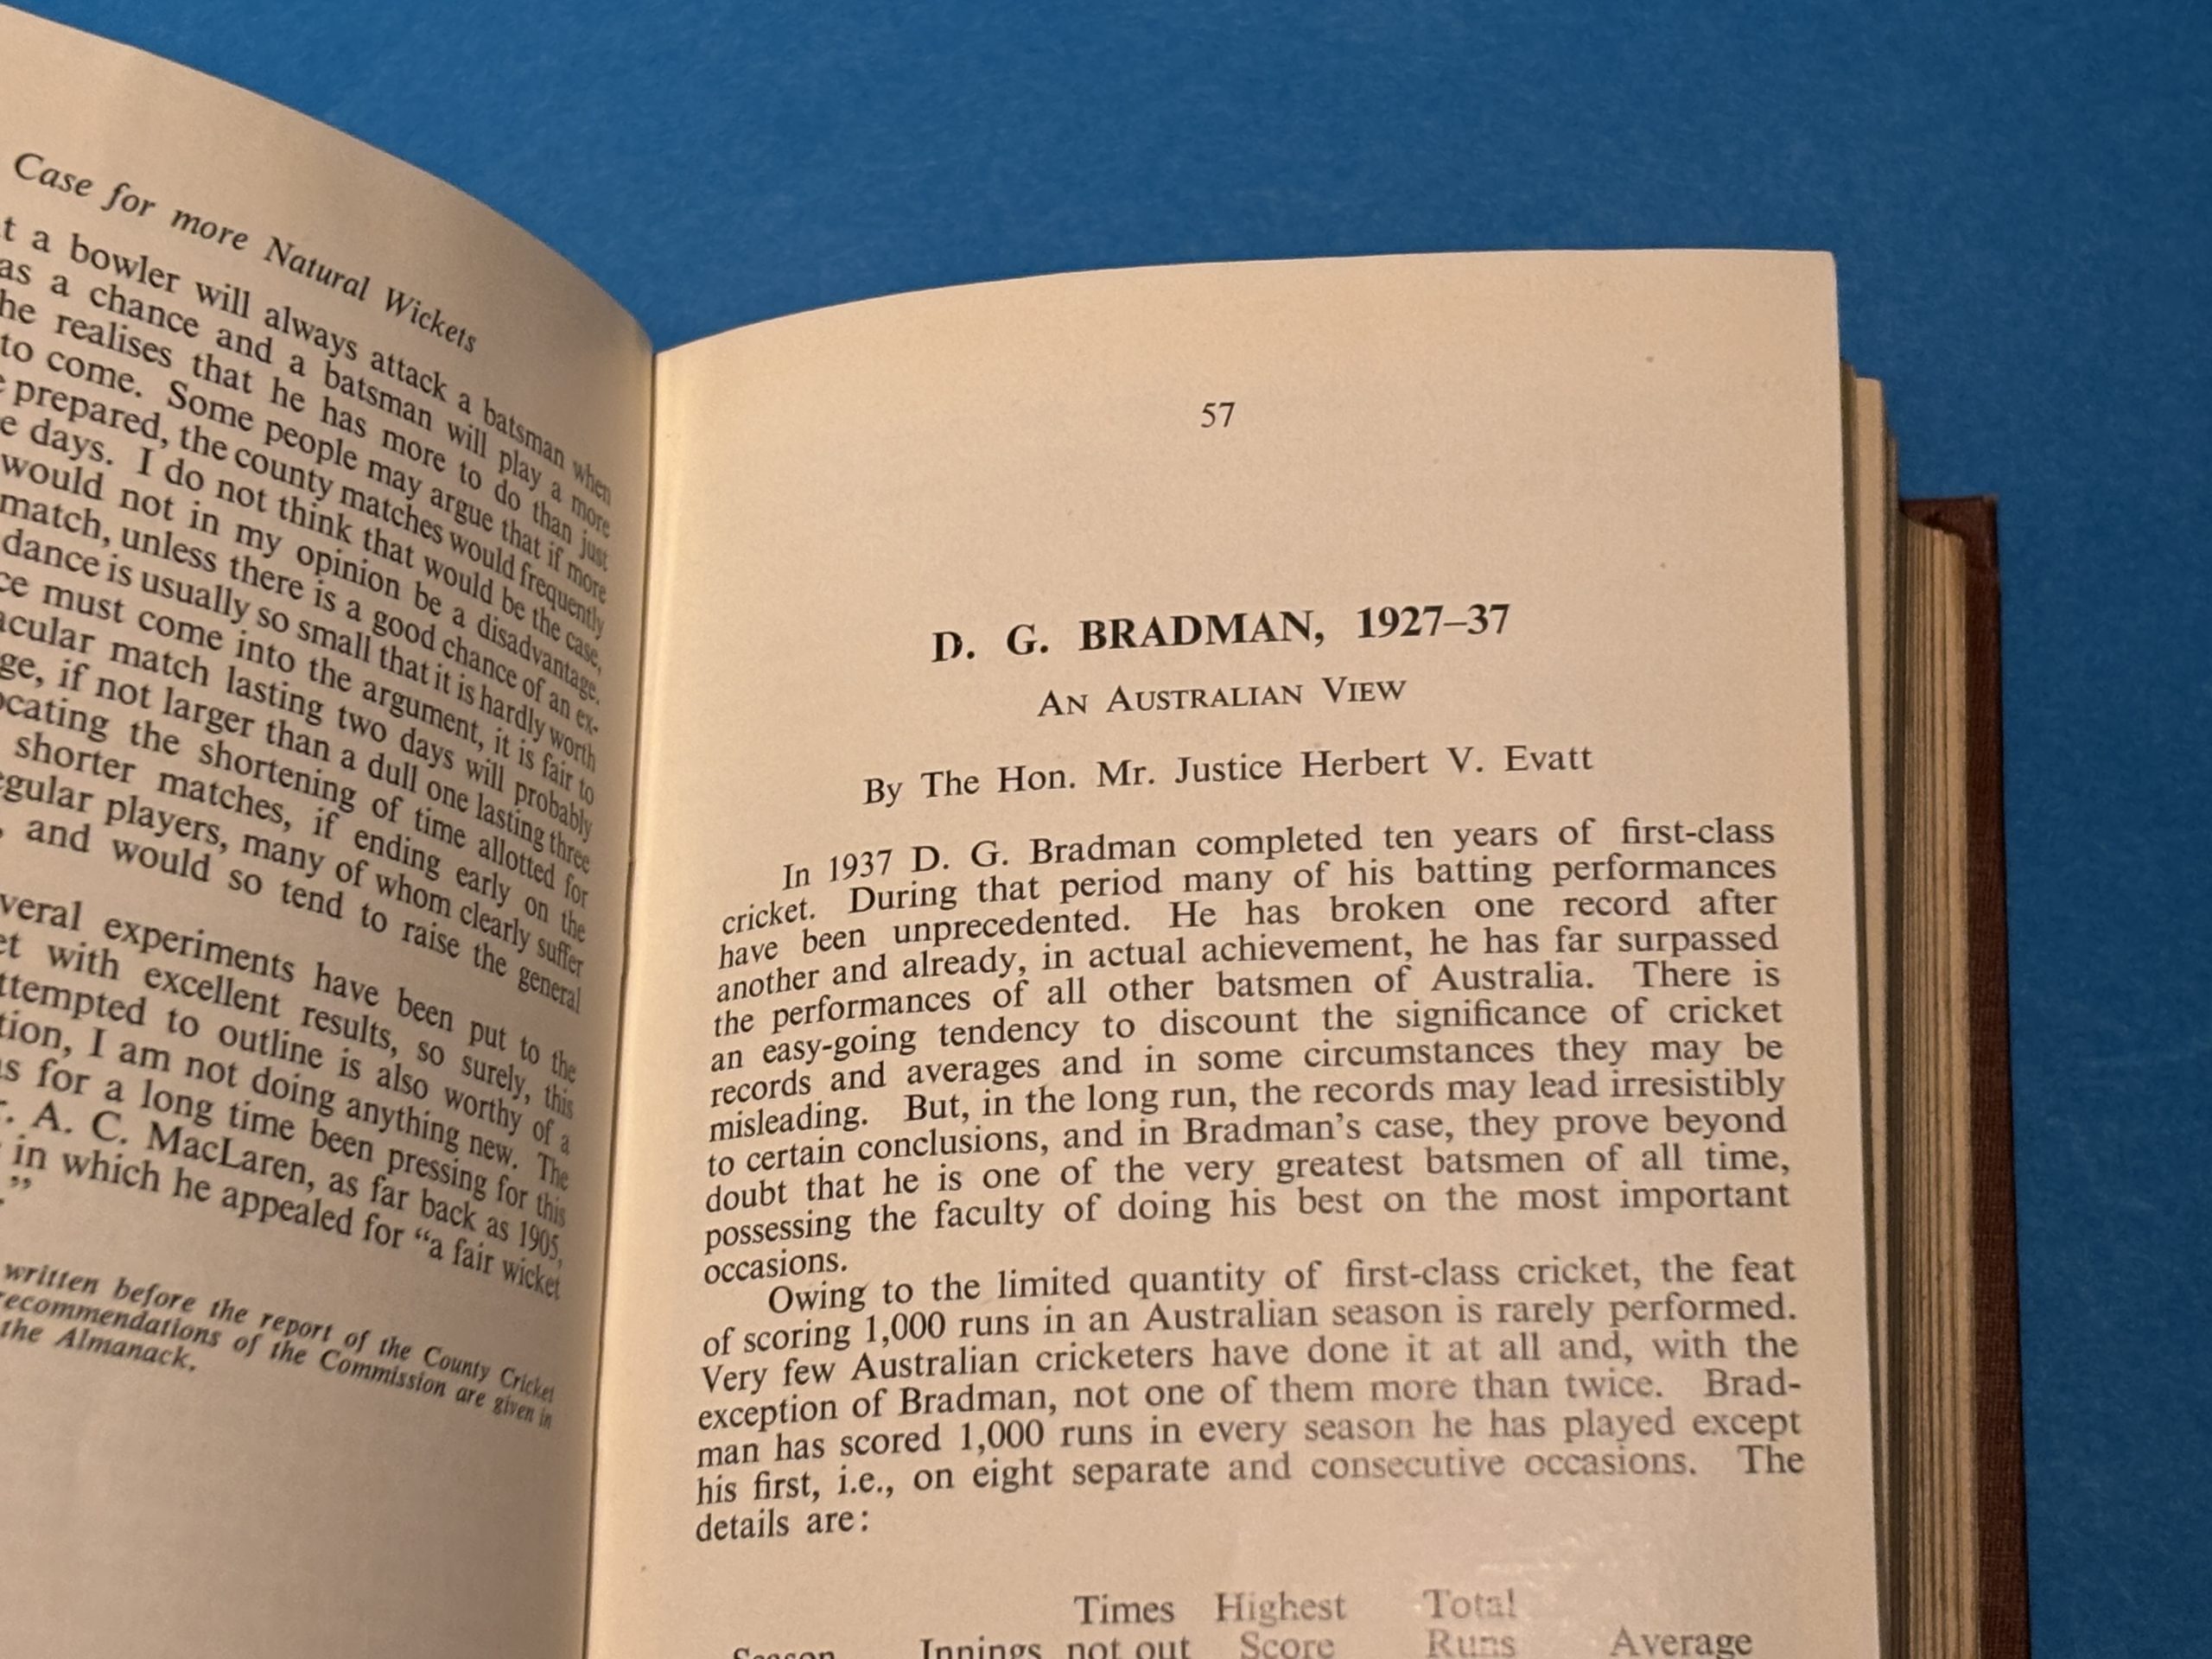 Case for more Natural Wickets
t a bowler will always attack a batsman when
as a chance and a batsman will play a more
he realises that he has more to do than just
to come. Some people may argue that if more
prepared, the county matches would frequently
e days. I do not think that would be the case,
would not in my opinion be a disadvantage.
match, unless there is a good chance of an ex-
dance is usually so small that it is hardly worth
ce must come into the argument, it is fair to
acular match lasting two days will probably
ge, if not larger than a dull one lasting three
ocating the shortening of time allotted for
shorter matches, if ending early on the
egular players, many of whom clearly suffer
, and would so tend to raise the general
veral experiments have been put to the
et with excellent results, so surely, this
ttempted to outline is also worthy of a
tion, I am not doing anything new. The
as for a long time been pressing for this
r. A. C. MacLaren, as far back as 1905,
in which he appealed for “a fair wicket
.”
written before the report of the County Cricket
recommendations of the Commission are given in
the Almanack.
57
D. G. BRADMAN, 1927–37
An Australian View
By The Hon. Mr. Justice Herbert V. Evatt
In 1937 D. G. Bradman completed ten years of first-class
cricket. During that period many of his batting performances
have been unprecedented. He has broken one record after
another and already, in actual achievement, he has far surpassed
the performances of all other batsmen of Australia. There is
an easy-going tendency to discount the significance of cricket
records and averages and in some circumstances they may be
misleading. But, in the long run, the records may lead irresistibly
to certain conclusions, and in Bradman’s case, they prove beyond
doubt that he is one of the very greatest batsmen of all time,
possessing the faculty of doing his best on the most important
occasions.
Owing to the limited quantity of first-class cricket, the feat
of scoring 1,000 runs in an Australian season is rarely performed.
Very few Australian cricketers have done it at all and, with the
exception of Bradman, not one of them more than twice. Brad-
man has scored 1,000 runs in every season he has played except
his first, i.e., on eight separate and consecutive occasions. The
details are:
Times Highest Total
Season Innings not out Score Runs Average